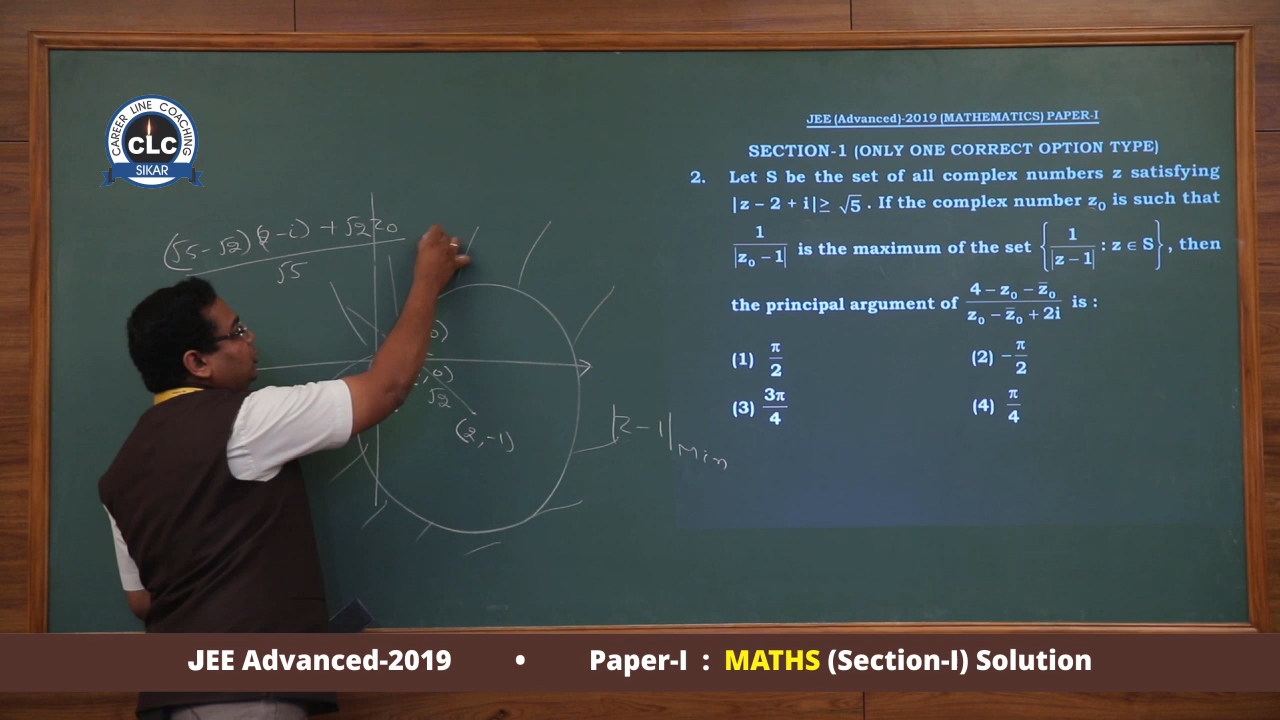 CAREER LINE COACHING
CLC
SIKAR
JEE (Advanced)-2019 (MATHEMATICS) PAPER-I
SECTION-1 (ONLY ONE CORRECT OPTION TYPE)
2. Let S be the set of all complex numbers z satisfying
|z − 2 + i| ≥ √5 . If the complex number z₀ is such that
1/|z₀ − 1| is the maximum of the set {1/|z − 1| : z ∈ S}, then
the principal argument of (4 − z₀ − z̄₀)/(z₀ − z̄₀ + 2i) is :
(1) π/2 (2) −π/2
(3) 3π/4 (4) π/4
(√5 − √2)(2 − i) + √2 z₀
√5
0)
, 0)
√2
(2, −1)
|z − 1| Min
JEE Advanced-2019 • Paper-I : MATHS (Section-I) Solution